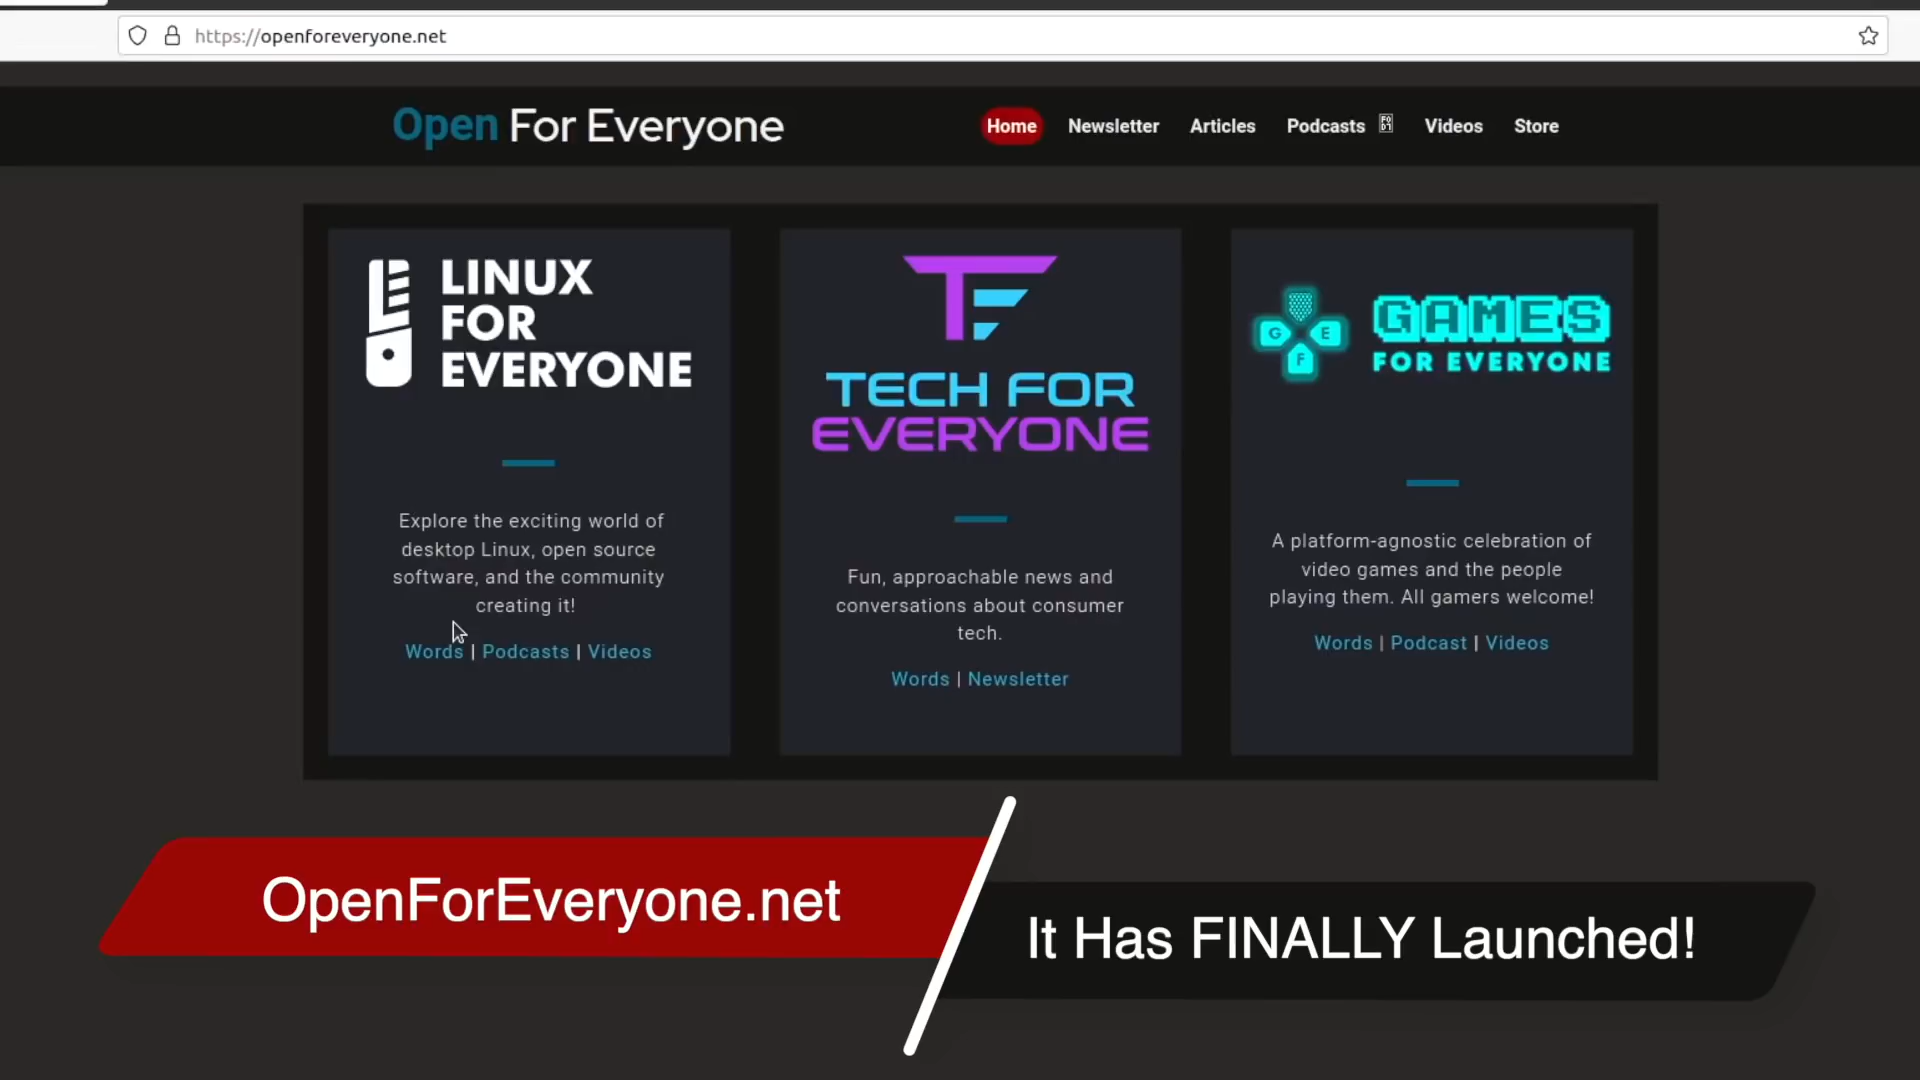 https://openforeveryone.net
Open For Everyone
Home Newsletter Articles Podcasts Videos Store
LINUX
FOR
EVERYONE
Explore the exciting world of
desktop Linux, open source
software, and the community
creating it!
Words | Podcasts | Videos
TF
TECH FOR
EVERYONE
Fun, approachable news and
conversations about consumer
tech.
Words | Newsletter
G E F
GAMES
FOR EVERYONE
A platform-agnostic celebration of
video games and the people
playing them. All gamers welcome!
Words | Podcast | Videos
OpenForEveryone.net
It Has FINALLY Launched!